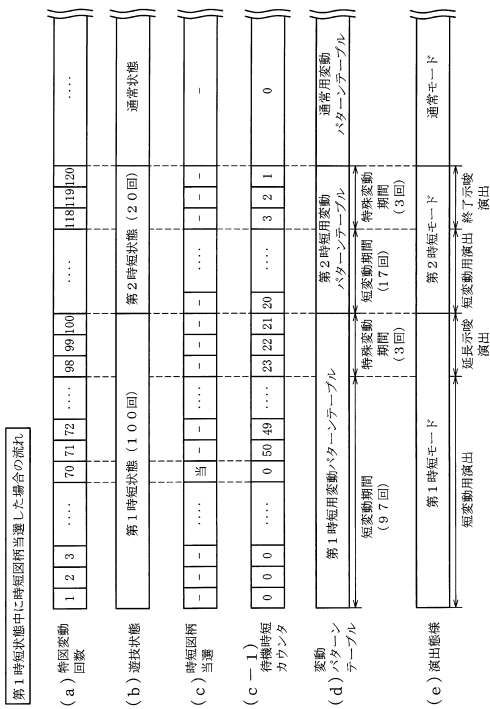 第1時短状態中に時短図柄当選した場合の流れ
(a) 特図変動回数
1 2 3 ‥‥ 70 71 72 ‥‥ 98 99 100 ‥‥ 118 119 120 ‥‥
(b) 遊技状態
第1時短状態(100回) 第2時短状態(20回) 通常状態
(c) 時短図柄当選
- - - ‥‥ 当 - - ‥‥ - - - - ‥‥ - - - -
(c-1) 待機時短カウンタ
0 0 0 ‥‥ 0 50 49 ‥‥ 23 22 21 20 ‥‥ 3 2 1 0
(d) 変動パターンテーブル
第1時短用変動パターンテーブル 第2時短用変動パターンテーブル 通常用変動パターンテーブル
短変動期間(97回) 特殊変動期間(3回) 短変動期間(17回) 特殊変動期間(3回)
(e) 演出態様
第1時短モード 第2時短モード 通常モード
短変動用演出 延長示唆演出 短変動用演出 終了示唆演出